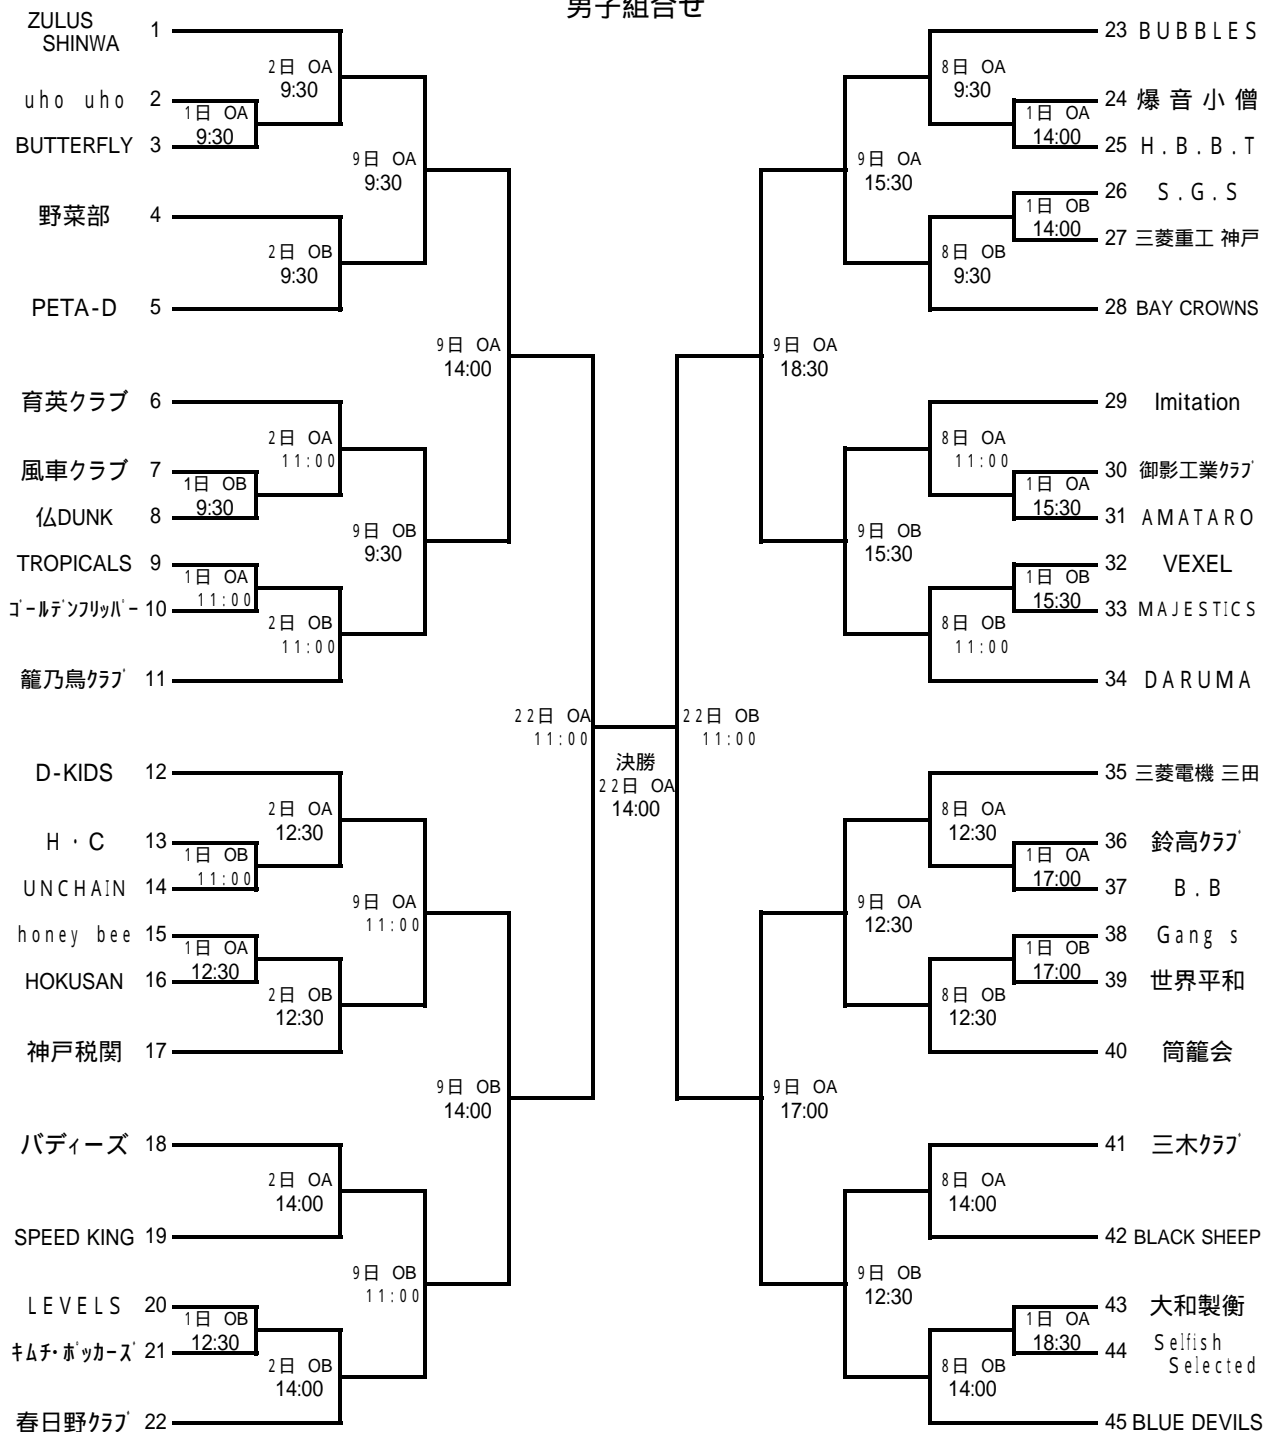 男子組合せ
ZULUS
SHINWA
1
2日 OA
9:30
uho uho 2
1日 OA
9:30
BUTTERFLY 3
9日 OA
9:30
野菜部 4
2日 OB
9:30
PETA-D 5
9日 OA
14:00
育英クラブ 6
2日 OA
11:00
風車クラブ 7
1日 OB
9:30
仏DUNK 8
9日 OB
9:30
TROPICALS 9
1日 OA
11:00
ゴールデンフリッパー 10
2日 OB
11:00
籠乃鳥クラブ 11
22日 OA
11:00
D-KIDS 12
2日 OA
12:30
H・C 13
1日 OB
11:00
UNCHAIN 14
9日 OA
11:00
honey bee 15
1日 OA
12:30
HOKUSAN 16
2日 OB
12:30
神戸税関 17
9日 OB
14:00
バディーズ 18
2日 OA
14:00
SPEED KING 19
9日 OB
11:00
LEVELS 20
1日 OB
12:30
キムチ・ボッカーズ 21
2日 OB
14:00
春日野クラブ 22
決勝
22日 OA
14:00
23 BUBBLES
8日 OA
9:30
24 爆音小僧
1日 OA
14:00
25 H.B.B.T
9日 OA
15:30
26 S.G.S
1日 OB
14:00
27 三菱重工 神戸
8日 OB
9:30
28 BAY CROWNS
9日 OA
18:30
29 Imitation
8日 OA
11:00
30 御影工業クラブ
1日 OA
15:30
31 AMATARO
9日 OB
15:30
32 VEXEL
1日 OB
15:30
33 MAJESTICS
8日 OB
11:00
34 DARUMA
22日 OB
11:00
35 三菱電機 三田
8日 OA
12:30
36 鈴高クラブ
1日 OA
17:00
37 B.B
9日 OA
12:30
38 Gang s
1日 OB
17:00
39 世界平和
8日 OB
12:30
40 筒籠会
9日 OA
17:00
41 三木クラブ
8日 OA
14:00
42 BLACK SHEEP
9日 OB
12:30
43 大和製衡
1日 OA
18:30
44 Selfish
Selected
8日 OB
14:00
45 BLUE DEVILS